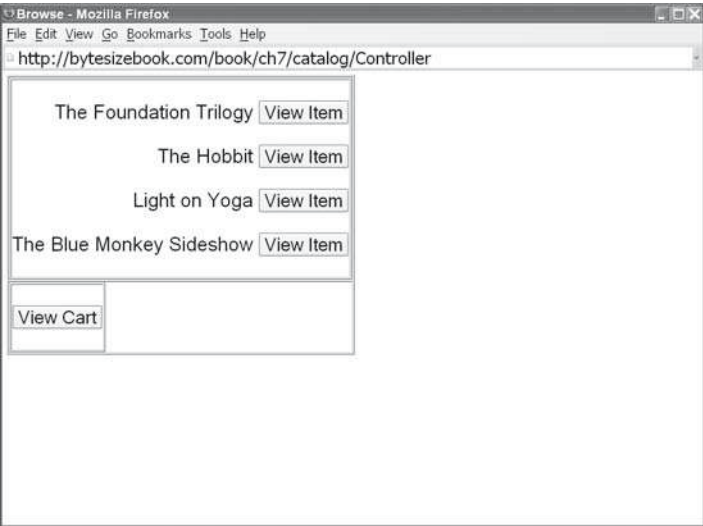 Browse - Mozilla Firefox
File Edit View Go Bookmarks Tools Help
http://bytesizebook.com/book/ch7/catalog/Controller
The Foundation Trilogy View Item
The Hobbit View Item
Light on Yoga View Item
The Blue Monkey Sideshow View Item
View Cart